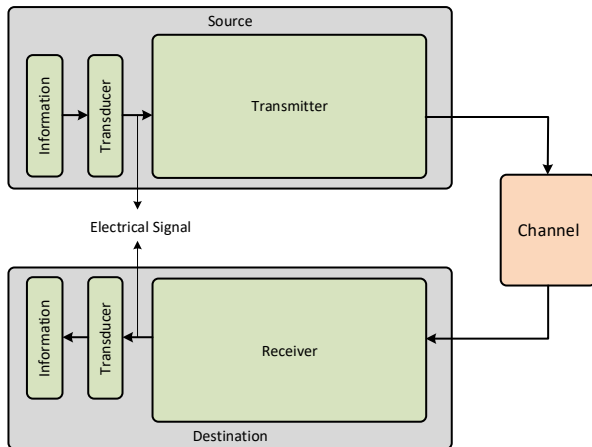 Source
Information
Transducer
Transmitter
Electrical Signal
Channel
Information
Transducer
Receiver
Destination